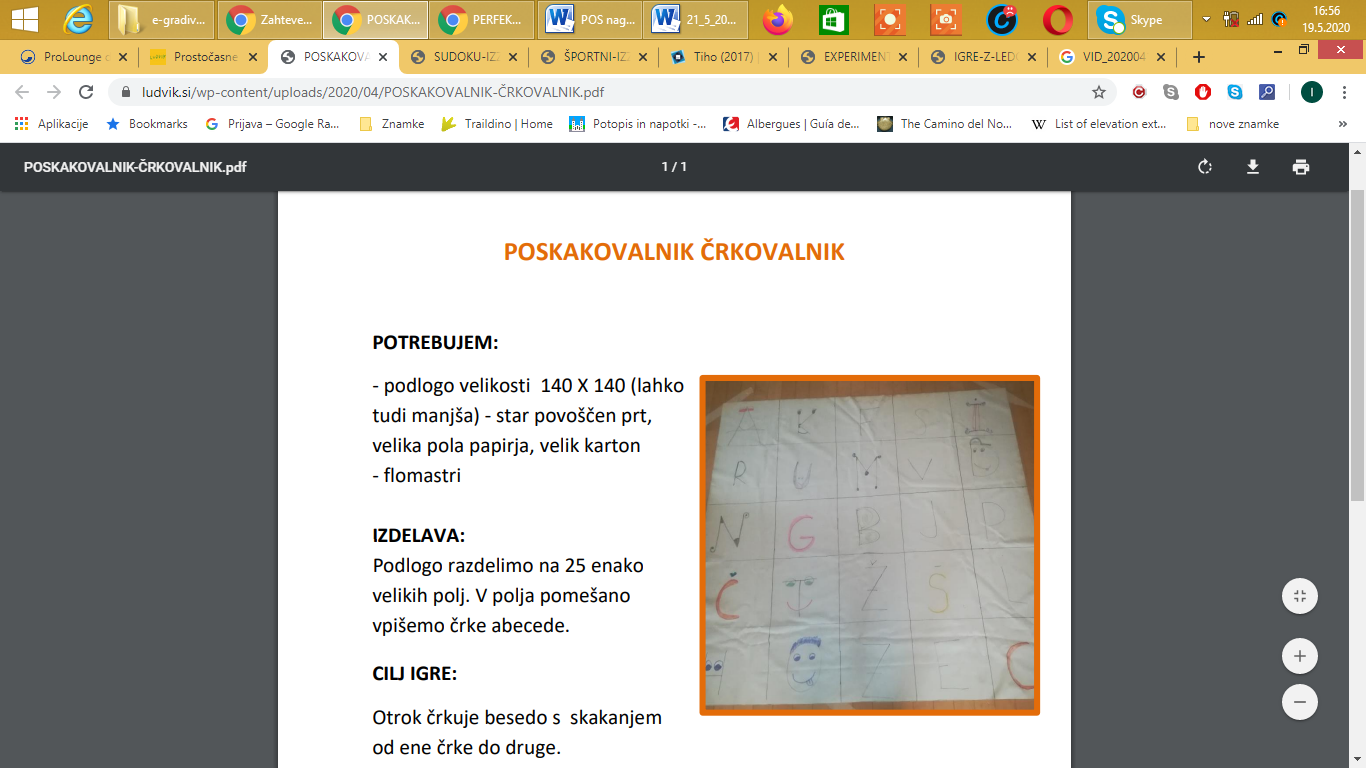 e-gradiv...
Zahteve...
POSKAK...
PERFEK...
POS nag...
21_5_20...
Skype
16:56
19.5.2020
ProLounge
Prostočasne
POSKAKOVA
SUDOKU-IZZ
ŠPORTNI-IZZ
Tiho (2017)
EXPERIMEN
IGRE-Z-LEDO
VID_202004
ludvik.si/wp-content/uploads/2020/04/POSKAKOVALNIK-ČRKOVALNIK.pdf
Aplikacije
Bookmarks
Prijava – Google Ra...
Znamke
Traildino | Home
Potopis in napotki -...
Albergues | Guía de...
The Camino del No...
List of elevation ext...
nove znamke
POSKAKOVALNIK-ČRKOVALNIK.pdf
1 / 1
POSKAKOVALNIK ČRKOVALNIK
POTREBUJEM:
- podlogo velikosti 140 X 140 (lahko
tudi manjša) - star povoščen prt,
velika pola papirja, velik karton
- flomastri
IZDELAVA:
Podlogo razdelimo na 25 enako
velikih polj. V polja pomešano
vpišemo črke abecede.
CILJ IGRE:
Otrok črkuje besedo s skakanjem
od ene črke do druge.
A K F S I
R U M V D
N G B J P
Č T Ž Š L
H O Z E C